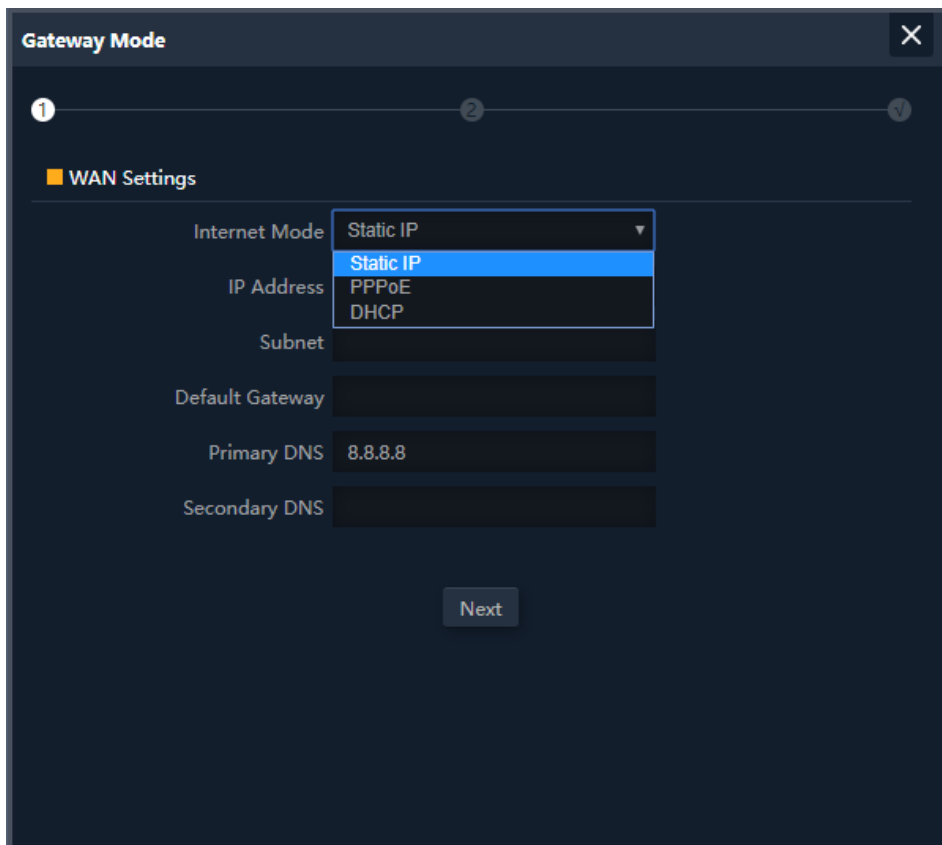 Gateway Mode
1 2 √
WAN Settings
Internet Mode Static IP
Static IP
IP Address PPPoE
DHCP
Subnet
Default Gateway
Primary DNS 8.8.8.8
Secondary DNS
Next